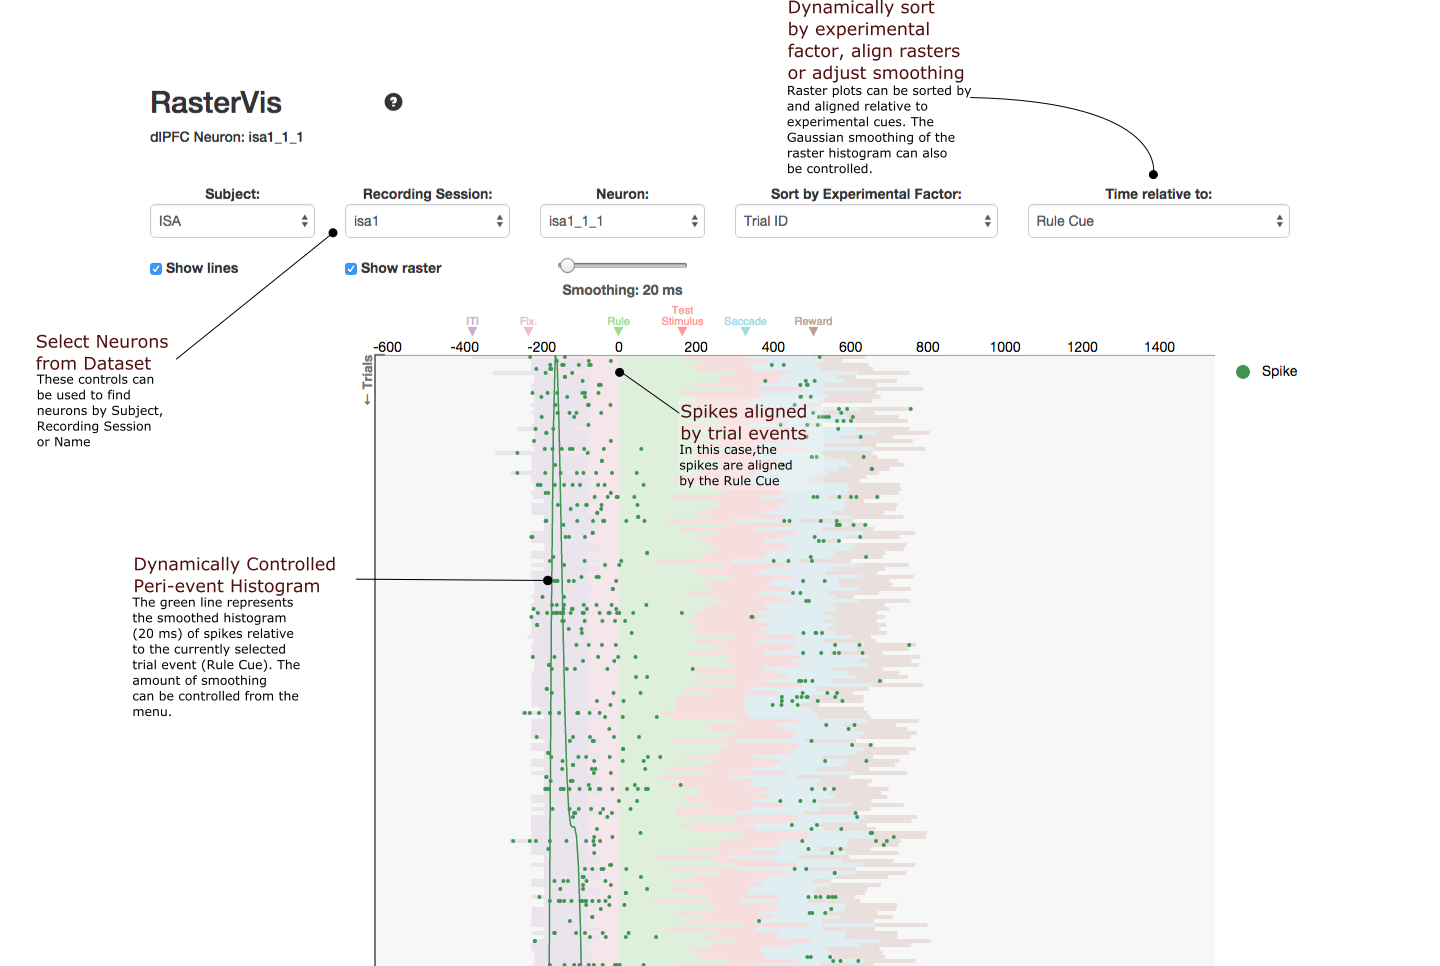 Dynamically sort
by experimental
factor, align rasters
or adjust smoothing
Raster plots can be sorted by
and aligned relative to
experimental cues. The
Gaussian smoothing of the
raster histogram can also
be controlled.
RasterVis
?
dlPFC Neuron: isa1_1_1
Subject:
Recording Session:
Neuron:
Sort by Experimental Factor:
Time relative to:
ISA
isa1
isa1_1_1
Trial ID
Rule Cue
Show lines
Show raster
Smoothing: 20 ms
ITI
Fix.
Rule
Test
Stimulus
Saccade
Reward
-600
-400
-200
0
200
400
600
800
1000
1200
1400
← Trials
Spike
Select Neurons
from Dataset
These controls can
be used to find
neurons by Subject,
Recording Session
or Name
Spikes aligned
by trial events
In this case,the
spikes are aligned
by the Rule Cue
Dynamically Controlled
Peri-event Histogram
The green line represents
the smoothed histogram
(20 ms) of spikes relative
to the currently selected
trial event (Rule Cue). The
amount of smoothing
can be controlled from the
menu.